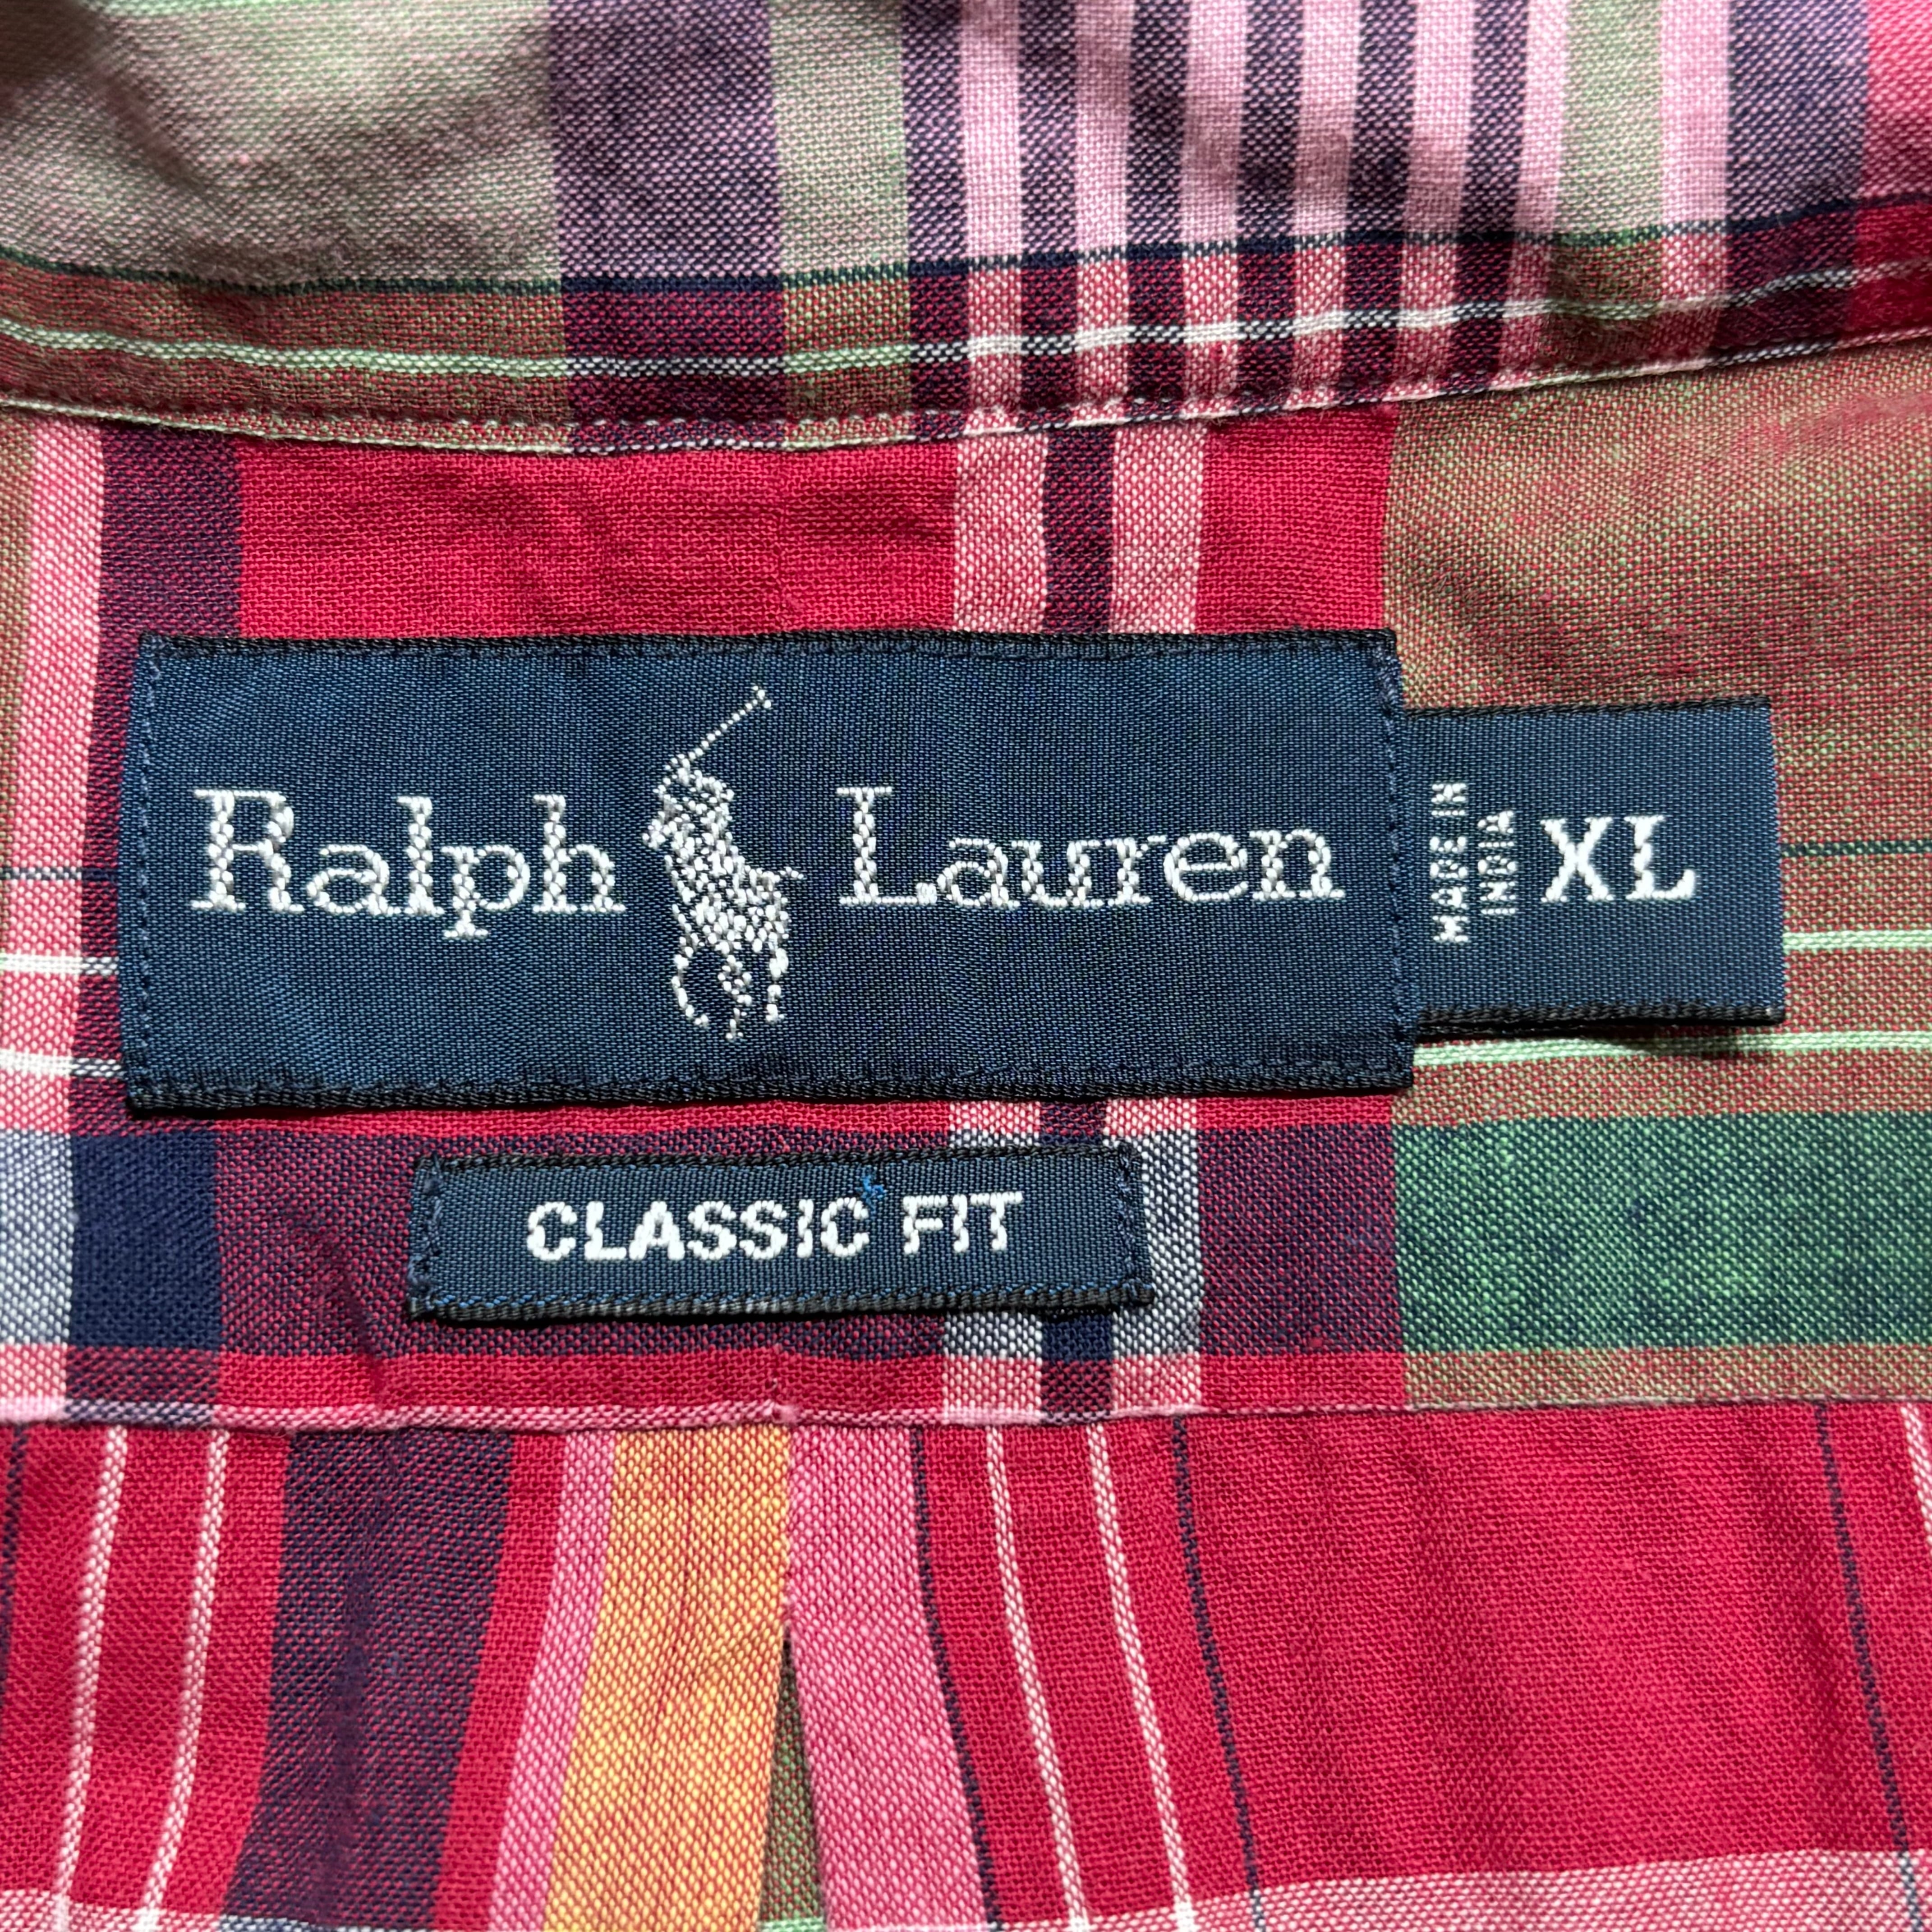 Ralph Lauren
MADE IN
INDIA
XL
CLASSIC FIT